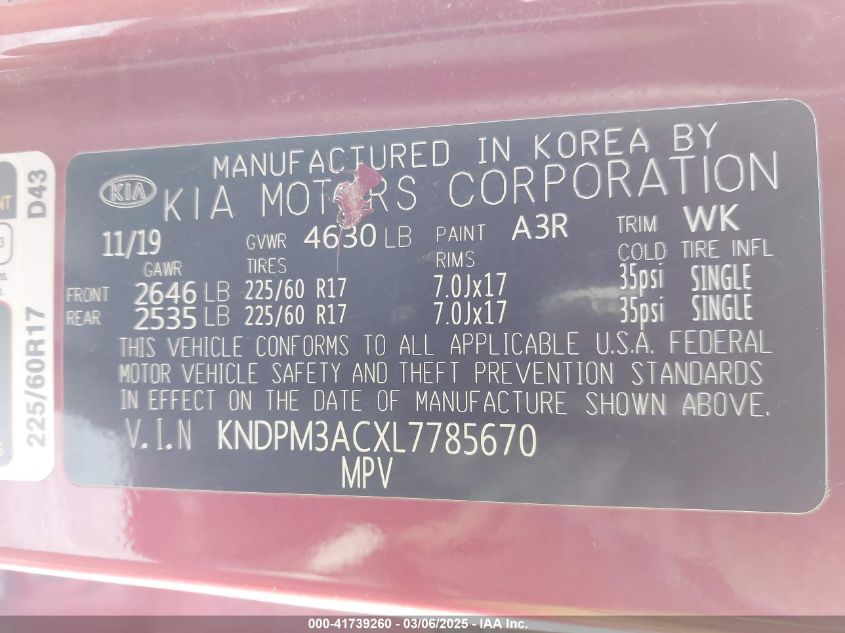 MANUFACTURED IN KOREA BY
KIA KIA MOTORS CORPORATION
11/19 GVWR 4630 LB PAINT A3R TRIM WK
GAWR TIRES RIMS COLD TIRE INFL
FRONT 2646 LB 225/60 R17 7.0Jx17 35psi SINGLE
REAR 2535 LB 225/60 R17 7.0Jx17 35psi SINGLE
THIS VEHICLE CONFORMS TO ALL APPLICABLE U.S.A. FEDERAL
MOTOR VEHICLE SAFETY AND THEFT PREVENTION STANDARDS
IN EFFECT ON THE DATE OF MANUFACTURE SHOWN ABOVE.
V.I.N KNDPM3ACXL7785670
MPV
225/60R17 D43
000-41739260 - 03/06/2025 - IAA Inc.